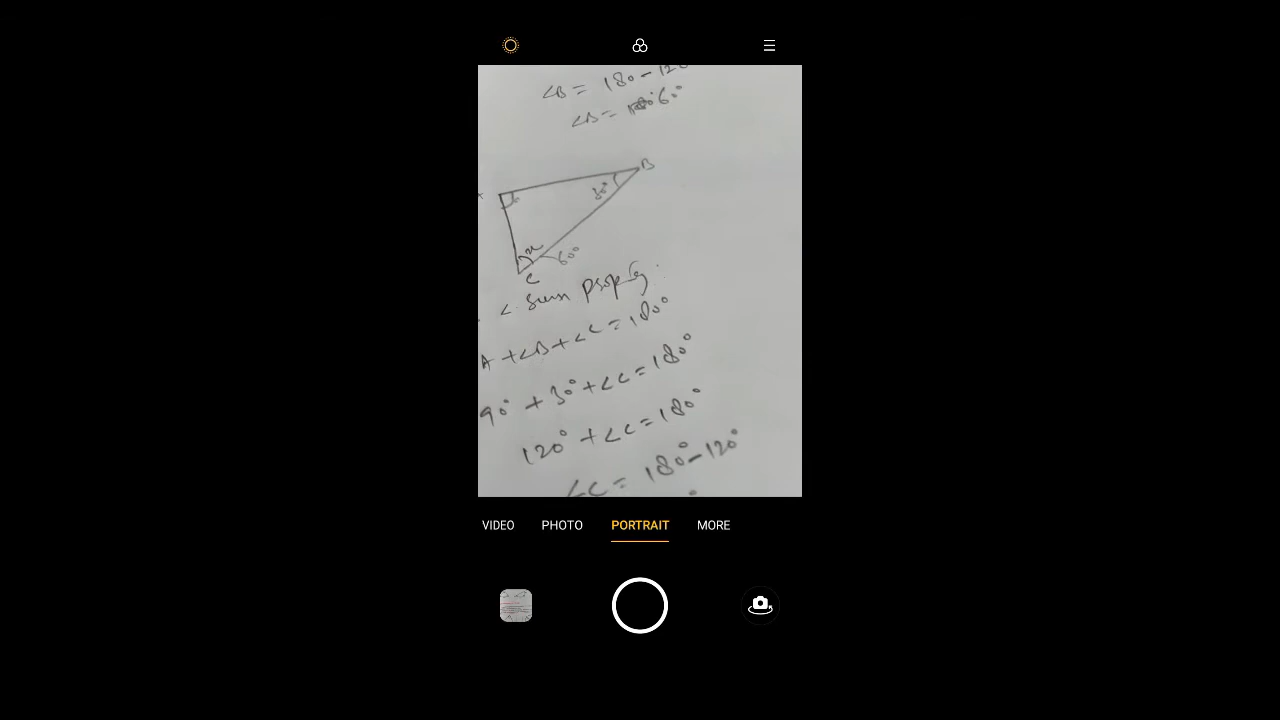 ∠B = 180 - 120
∠B = 60°
B
30°
x
60°
C
∠ sum property
A + ∠B + ∠C = 180°
90° + 30° + ∠C = 180°
120° + ∠C = 180°
∠C = 180° - 120°
VIDEO PHOTO PORTRAIT MORE